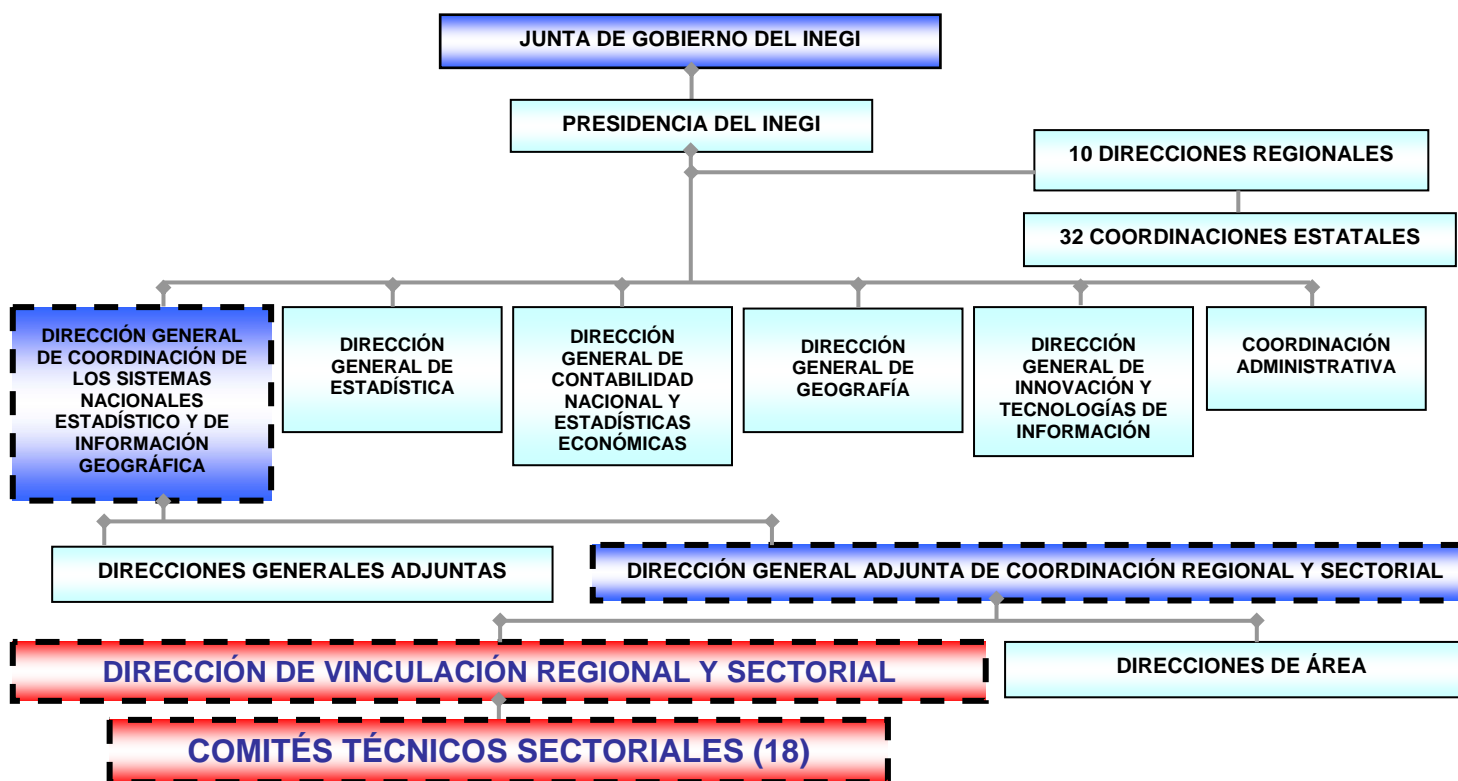 JUNTA DE GOBIERNO DEL INEGI
PRESIDENCIA DEL INEGI
10 DIRECCIONES REGIONALES
32 COORDINACIONES ESTATALES
DIRECCIÓN GENERAL
DE COORDINACIÓN DE
LOS SISTEMAS
NACIONALES
ESTADÍSTICO Y DE
INFORMACIÓN
GEOGRÁFICA
DIRECCIÓN
GENERAL DE
ESTADÍSTICA
DIRECCIÓN
GENERAL DE
CONTABILIDAD
NACIONAL Y
ESTADÍSTICAS
ECONÓMICAS
DIRECCIÓN
GENERAL DE
GEOGRAFÍA
DIRECCIÓN
GENERAL DE
INNOVACIÓN Y
TECNOLOGÍAS DE
INFORMACIÓN
COORDINACIÓN
ADMINISTRATIVA
DIRECCIONES GENERALES ADJUNTAS
DIRECCIÓN GENERAL ADJUNTA DE COORDINACIÓN REGIONAL Y SECTORIAL
DIRECCIÓN DE VINCULACIÓN REGIONAL Y SECTORIAL
DIRECCIONES DE ÁREA
COMITÉS TÉCNICOS SECTORIALES (18)